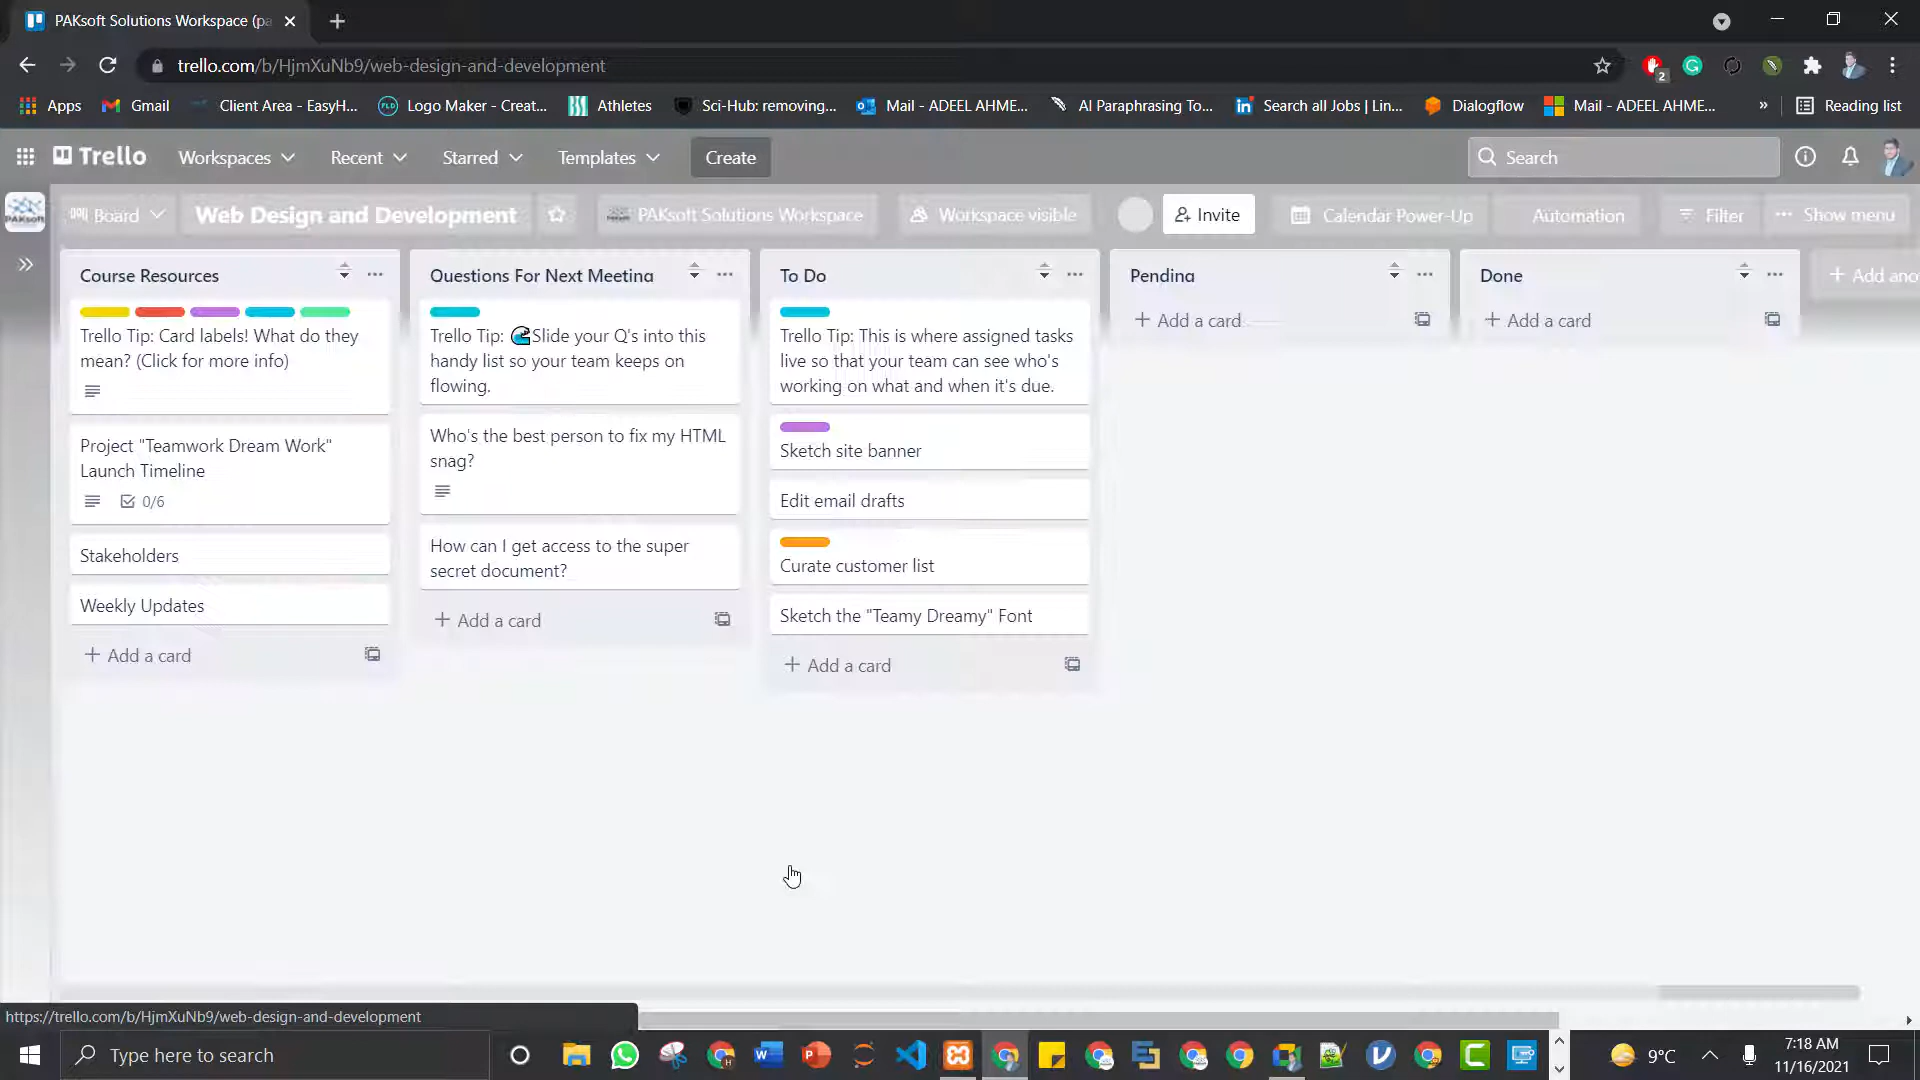 PAKsoft Solutions Workspace (pa
trello.com/b/HjmXuNb9/web-design-and-development
2
Apps
Gmail
Client Area - EasyH...
FLD
Logo Maker - Creat...
Athletes
Sci-Hub: removing...
Mail - ADEEL AHME...
AI Paraphrasing To...
Search all Jobs | Lin...
Dialogflow
Mail - ADEEL AHME...
»
Reading list
Trello
Workspaces
Recent
Starred
Templates
Create
Search
PAKsoft
Board
Web Design and Development
PAKsoft Solutions Workspace
Workspace visible
Invite
Calendar Power-Up
Automation
Filter
Show menu
Course Resources
Trello Tip: Card labels! What do they
mean? (Click for more info)
Project "Teamwork Dream Work"
Launch Timeline
0/6
Stakeholders
Weekly Updates
+ Add a card
Questions For Next Meeting
Trello Tip: 🌊Slide your Q's into this
handy list so your team keeps on
flowing.
Who's the best person to fix my HTML
snag?
How can I get access to the super
secret document?
+ Add a card
To Do
Trello Tip: This is where assigned tasks
live so that your team can see who's
working on what and when it's due.
Sketch site banner
Edit email drafts
Curate customer list
Sketch the "Teamy Dreamy" Font
+ Add a card
Pending
+ Add a card
Done
+ Add a card
+ Add ano
https://trello.com/b/HjmXuNb9/web-design-and-development
Type here to search
9°C
7:18 AM
11/16/2021